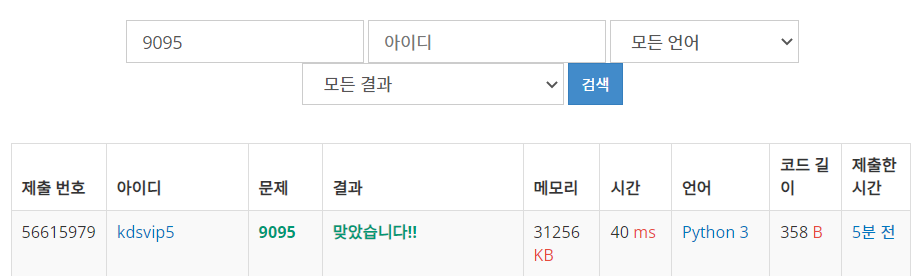 9095 아이디 모든 언어
모든 결과 검색
제출 번호 아이디 문제 결과 메모리 시간 언어 코드 길이 제출한 시간
56615979 kdsvip5 9095 맞았습니다!! 31256 KB 40 ms Python 3 358 B 5분 전